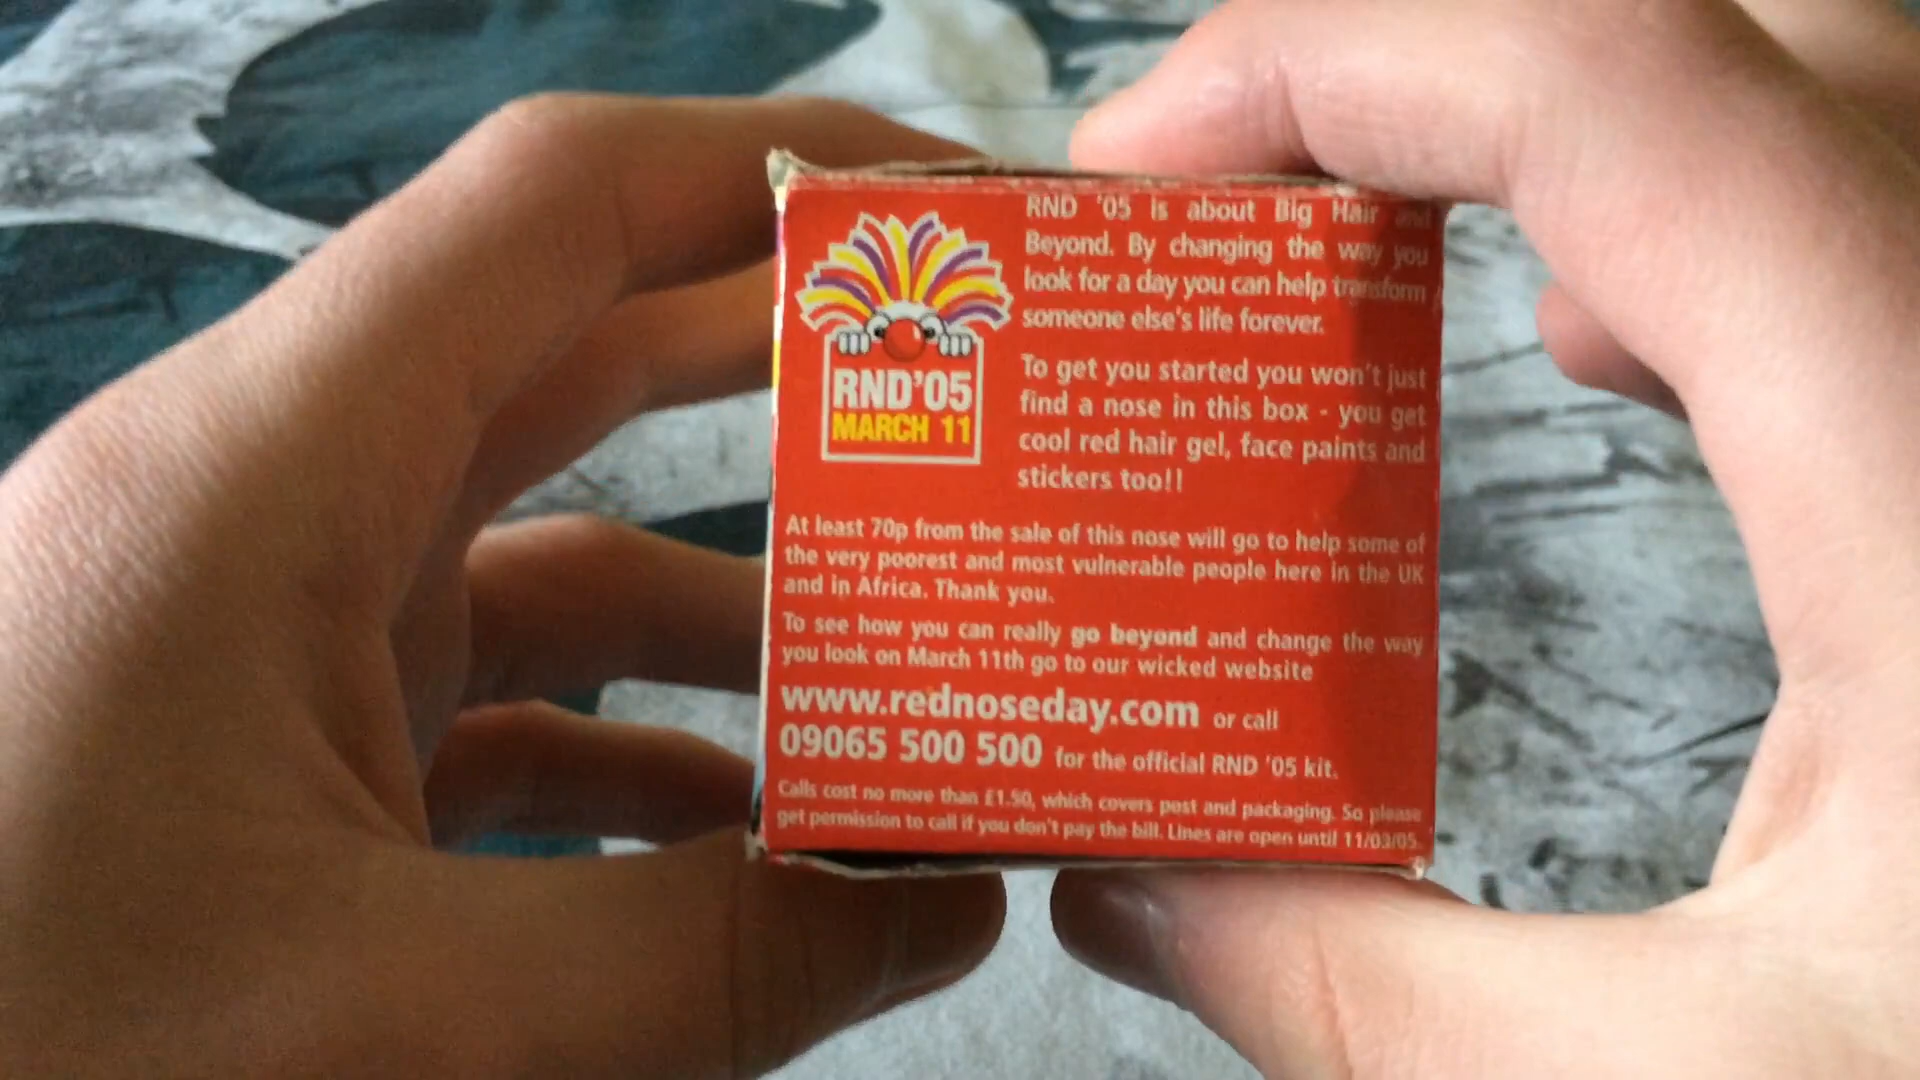 RND '05 is about Big Hair and
Beyond. By changing the way you
look for a day you can help transform
someone else's life forever.
RND'05
MARCH 11
To get you started you won't just
find a nose in this box - you get
cool red hair gel, face paints and
stickers too!!
At least 70p from the sale of this nose will go to help some of
the very poorest and most vulnerable people here in the UK
and in Africa. Thank you.
To see how you can really go beyond and change the way
you look on March 11th go to our wicked website
www.rednoseday.com or call
09065 500 500 for the official RND '05 kit.
Calls cost no more than £1.50, which covers post and packaging. So please
get permission to call if you don't pay the bill. Lines are open until 11/03/05.